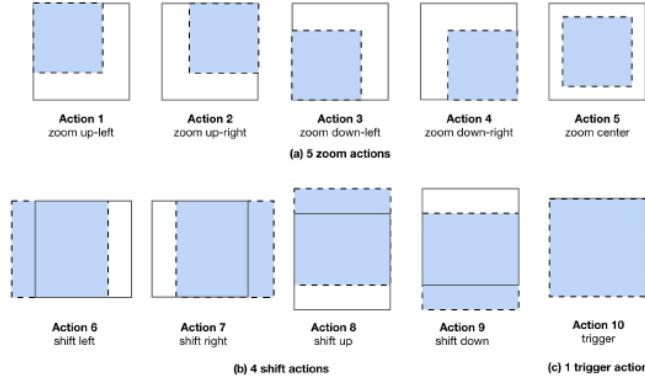 Action 1 Action 2 Action 3 Action 4 Action 5
zoom up-left zoom up-right zoom down-left zoom down-right zoom center
(a) 5 zoom actions
Action 6 Action 7 Action 8 Action 9 Action 10
shift left shift right shift up shift down trigger
(b) 4 shift actions (c) 1 trigger action